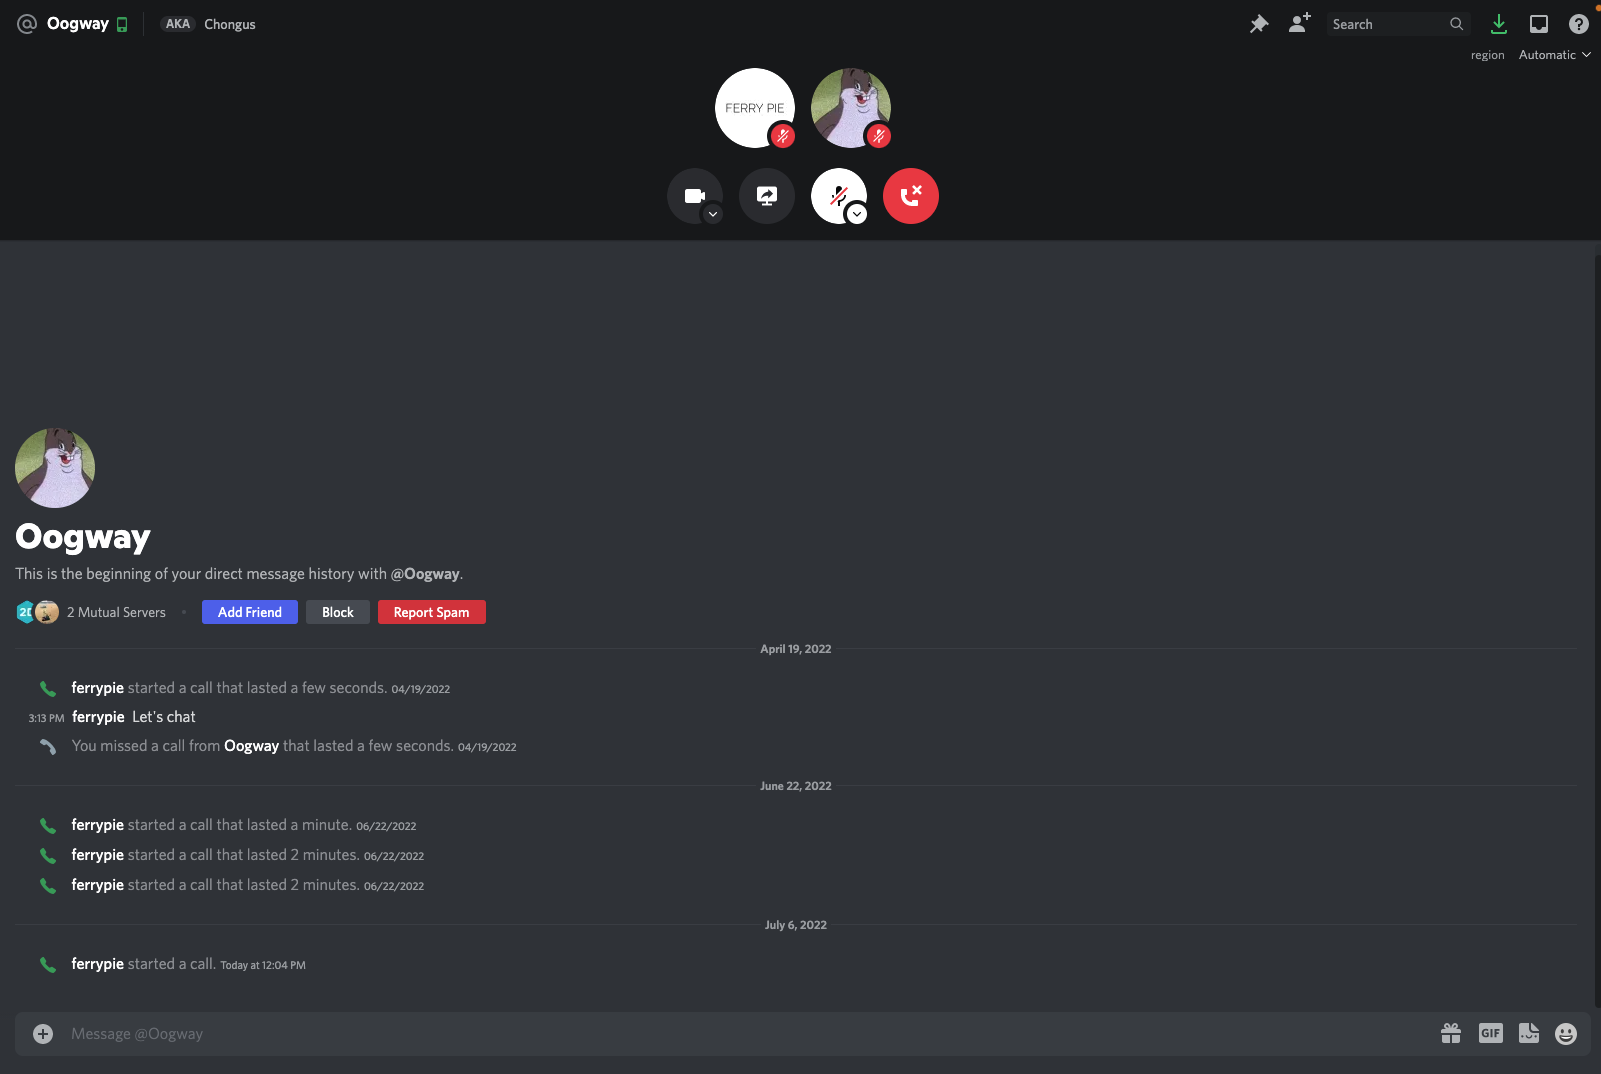 Oogway AKA Chongus Search
region Automatic
FERRY PIE
Oogway
This is the beginning of your direct message history with @Oogway.
2 Mutual Servers Add Friend Block Report Spam
April 19, 2022
ferrypie started a call that lasted a few seconds. 04/19/2022
3:13 PM ferrypie Let's chat
You missed a call from Oogway that lasted a few seconds. 04/19/2022
June 22, 2022
ferrypie started a call that lasted a minute. 06/22/2022
ferrypie started a call that lasted 2 minutes. 06/22/2022
ferrypie started a call that lasted 2 minutes. 06/22/2022
July 6, 2022
ferrypie started a call. Today at 12:04 PM
Message @Oogway GIF